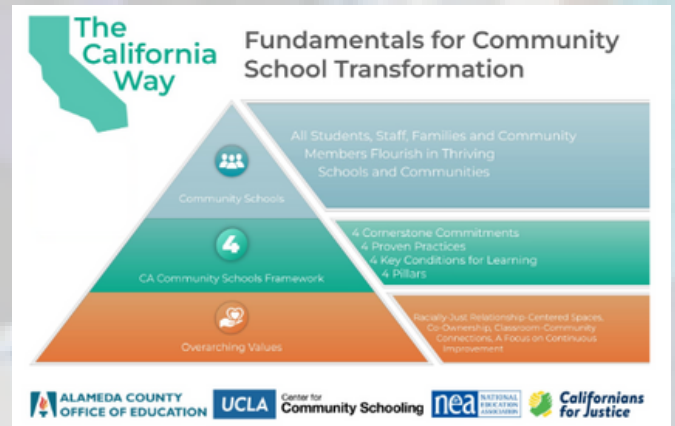 The
California
Way
Fundamentals for Community
School Transformation
All Students, Staff, Families and Community
Members Flourish in Thriving
Schools and Communities
Community Schools
4 Cornerstone Commitments
4 Proven Practices
4 Key Conditions for Learning
4 Pillars
4
CA Community Schools Framework
Racially-Just Relationship-Centered Spaces,
Co-Ownership, Classroom-Community
Connections, A Focus on Continuous
Improvement
Overarching Values
ALAMEDA COUNTY
OFFICE OF EDUCATION
UCLA
Center for
Community Schooling
nea
NATIONAL
EDUCATION
ASSOCIATION
Californians
for Justice